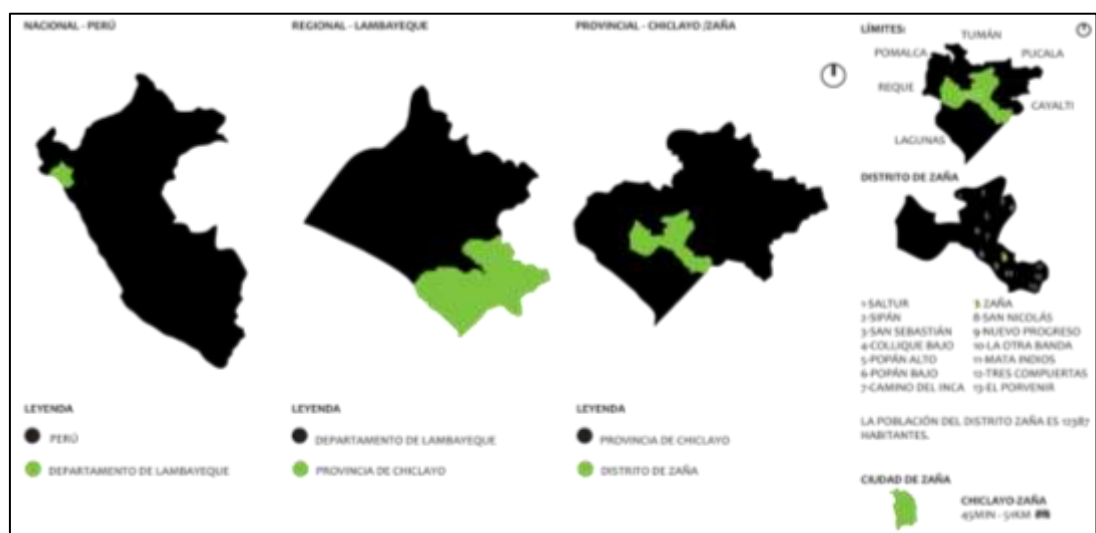 NACIONAL - PERÚ
LEYENDA
PERÚ
DEPARTAMENTO DE LAMBAYEQUE
REGIONAL - LAMBAYEQUE
LEYENDA
DEPARTAMENTO DE LAMBAYEQUE
PROVINCIA DE CHICLAYO
PROVINCIAL - CHICLAYO /ZAÑA
LEYENDA
PROVINCIA DE CHICLAYO
DISTRITO DE ZAÑA
LÍMITES:
TUMÁN
POMALCA
PUCALA
REQUE
CAYALTI
LAGUNAS
DISTRITO DE ZAÑA
1-SALTUR
2-SIPÁN
3-SAN SEBASTIÁN
4-COLLIQUE BAJO
5-POPÁN ALTO
6-POPÁN BAJO
7-CAMINO DEL INCA
ZAÑA
8-SAN NICOLÁS
9-NUEVO PROGRESO
10-LA OTRA BANDA
11-MATA INDIOS
12-TRES COMPUERTAS
13-EL PORVENIR
LA POBLACIÓN DEL DISTRITO ZAÑA ES 12387
HABITANTES.
CIUDAD DE ZAÑA
CHICLAYO-ZAÑA
45MIN - 51KM